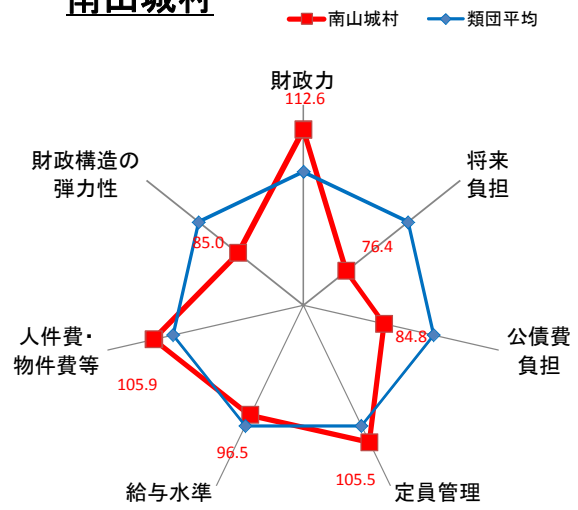 南山城村
南山城村
類団平均
財政力
112.6
将来
負担
76.4
公債費
負担
84.8
定員管理
105.5
給与水準
96.5
人件費・
物件費等
105.9
財政構造の
弾力性
85.0